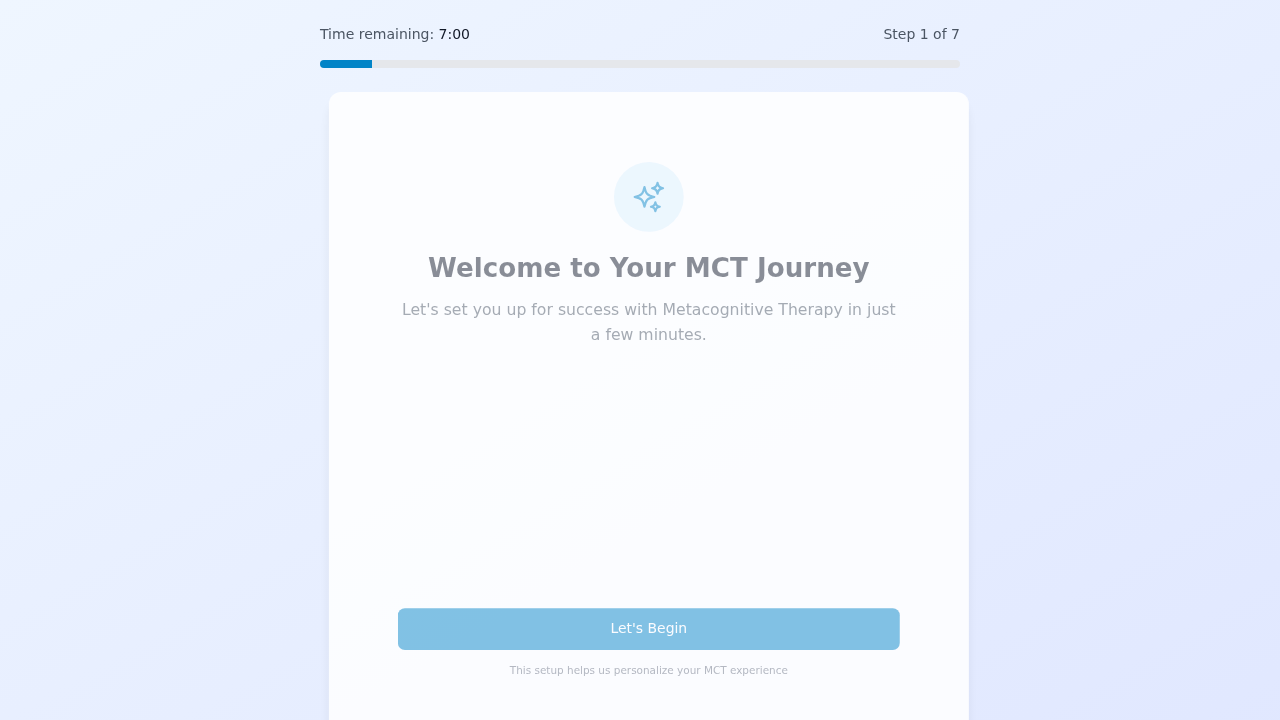 Time remaining: 7:00
Step 1 of 7
Welcome to Your MCT Journey
Let's set you up for success with Metacognitive Therapy in just
a few minutes.
Let's Begin
This setup helps us personalize your MCT experience